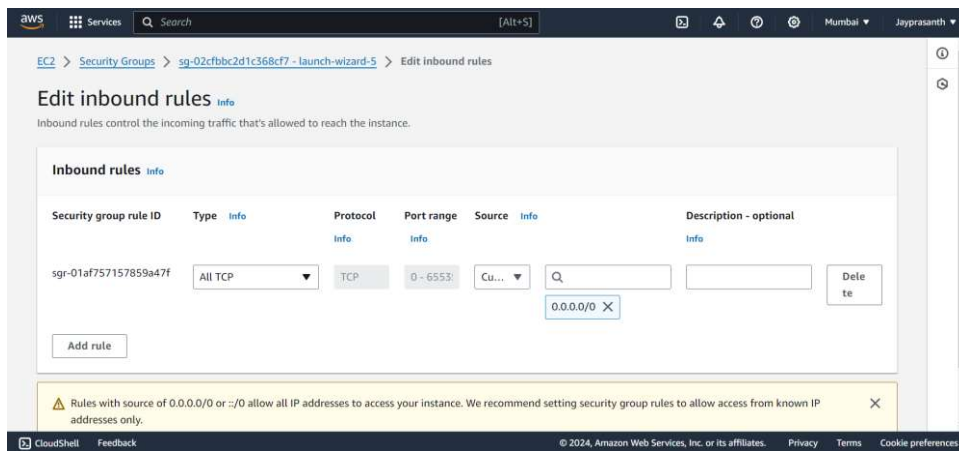 aws
Services
Search
[Alt+S]
Mumbai
Jayprasanth
EC2 > Security Groups > sg-02cfbbc2d1c368cf7 - launch-wizard-5 > Edit inbound rules
Edit inbound rules Info
Inbound rules control the incoming traffic that's allowed to reach the instance.
Inbound rules Info
Security group rule ID
Type Info
Protocol
Info
Port range
Info
Source Info
Description - optional
Info
sgr-01af757157859a47f
All TCP
TCP
0 - 6553
Cu...
0.0.0.0/0
Dele
te
Add rule
Rules with source of 0.0.0.0/0 or ::/0 allow all IP addresses to access your instance. We recommend setting security group rules to allow access from known IP
addresses only.
CloudShell
Feedback
© 2024, Amazon Web Services, Inc. or its affiliates.
Privacy
Terms
Cookie preferences